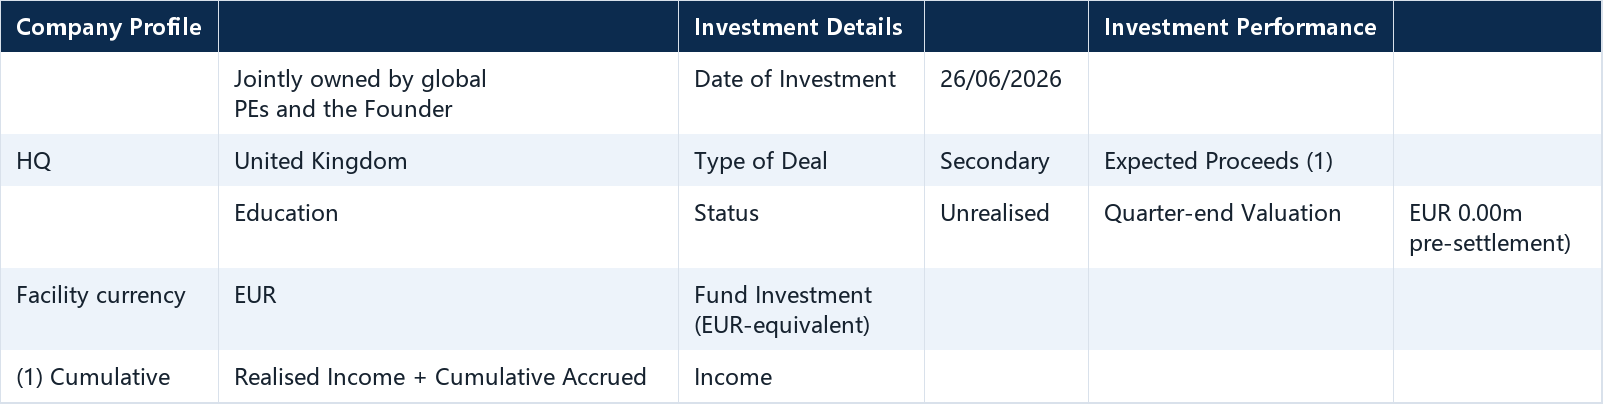 Company Profile Investment Details Investment Performance
Jointly owned by global Date of Investment 26/06/2026
PEs and the Founder
HQ United Kingdom Type of Deal Secondary Expected Proceeds (1)
Education Status Unrealised Quarter-end Valuation EUR 0.00m
pre-settlement)
Facility currency EUR Fund Investment
(EUR-equivalent)
(1) Cumulative Realised Income + Cumulative Accrued Income